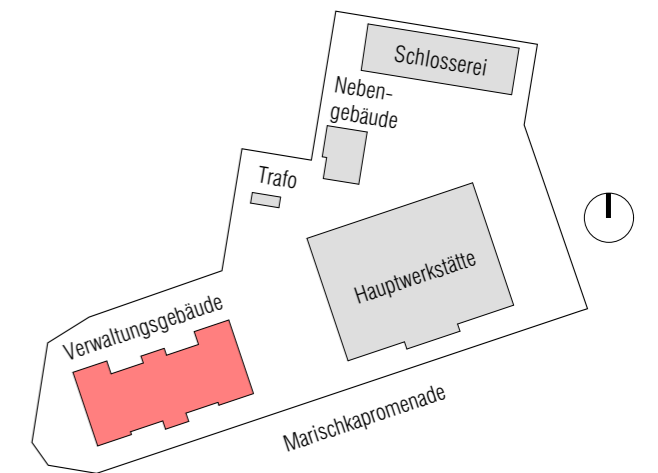 Schlosserei
Neben-
gebäude
Trafo
Hauptwerkstätte
Verwaltungsgebäude
Marischkapromenade